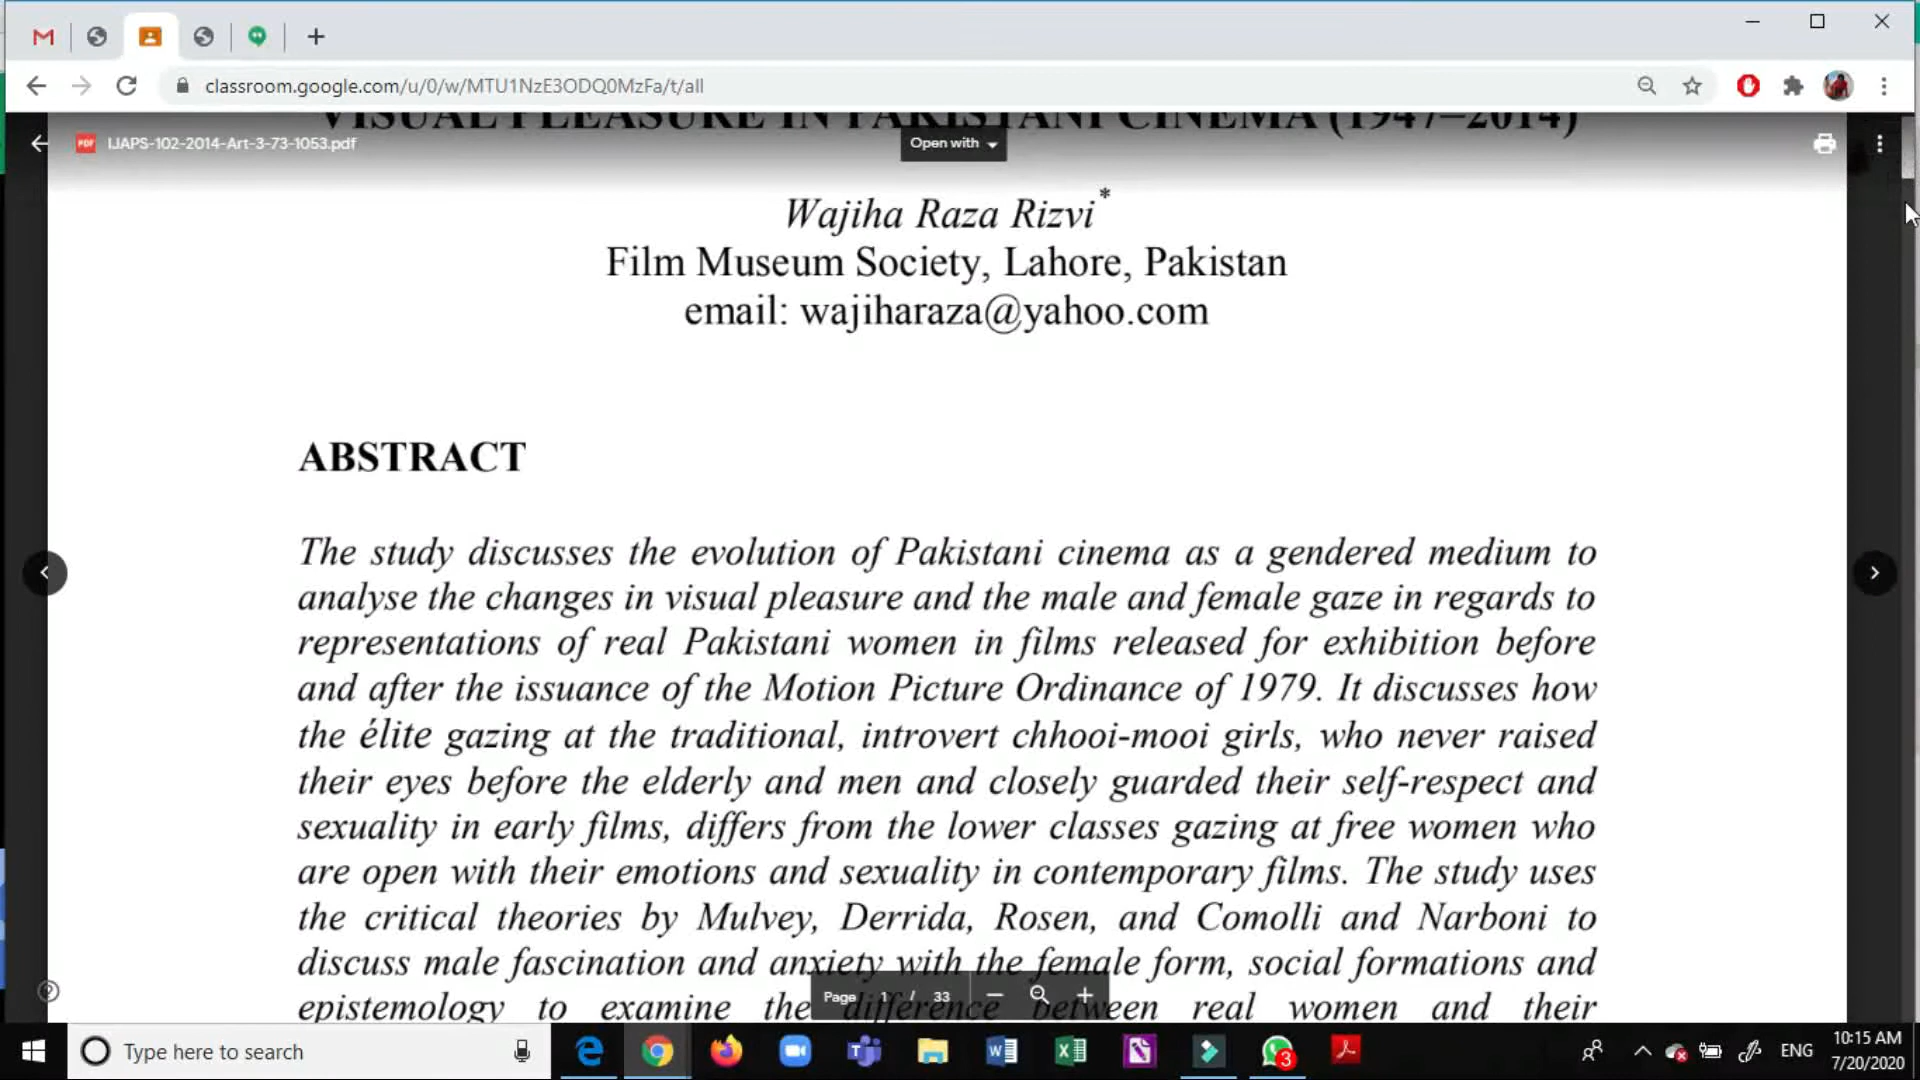 classroom.google.com/u/0/w/MTU1NzE3ODQ0MzFa/t/all
VISUAL PLEASURE IN PAKISTANI CINEMA (1947–2014)
PDF IJAPS-102-2014-Art-3-73-1053.pdf
Open with
Wajiha Raza Rizvi*
Film Museum Society, Lahore, Pakistan
email: wajiharaza@yahoo.com
ABSTRACT
The study discusses the evolution of Pakistani cinema as a gendered medium to
analyse the changes in visual pleasure and the male and female gaze in regards to
representations of real Pakistani women in films released for exhibition before
and after the issuance of the Motion Picture Ordinance of 1979. It discusses how
the élite gazing at the traditional, introvert chhooi-mooi girls, who never raised
their eyes before the elderly and men and closely guarded their self-respect and
sexuality in early films, differs from the lower classes gazing at free women who
are open with their emotions and sexuality in contemporary films. The study uses
the critical theories by Mulvey, Derrida, Rosen, and Comolli and Narboni to
discuss male fascination and anxiety with the female form, social formations and
epistemology to examine the difference between real women and their
Page 1 / 33
Type here to search
3
ENG
10:15 AM
7/20/2020